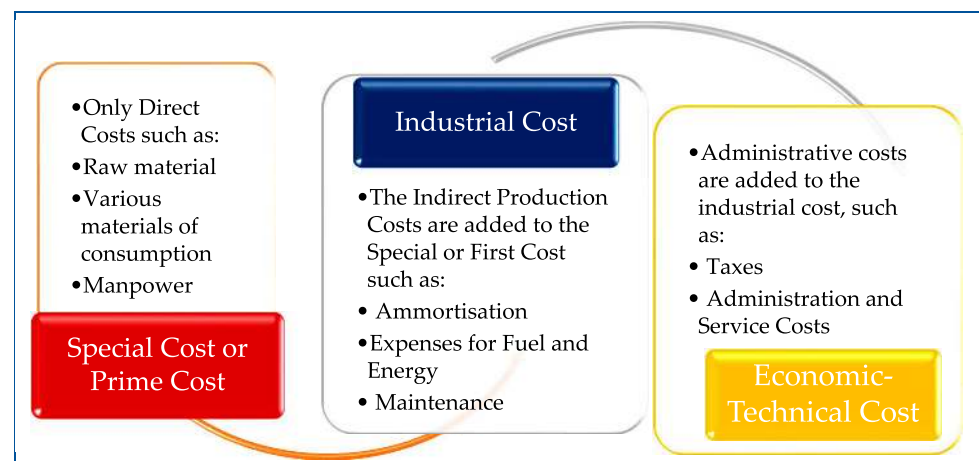 •Only Direct
Costs such as:
•Raw material
•Various
materials of
consumption
•Manpower
Special Cost or
Prime Cost
Industrial Cost
•The Indirect Production
Costs are added to the
Special or First Cost
such as:
• Ammortisation
•Expenses for Fuel and
Energy
• Maintenance
•Administrative costs
are added to the
industrial cost, such
as:
• Taxes
• Administration and
Service Costs
Economic-
Technical Cost